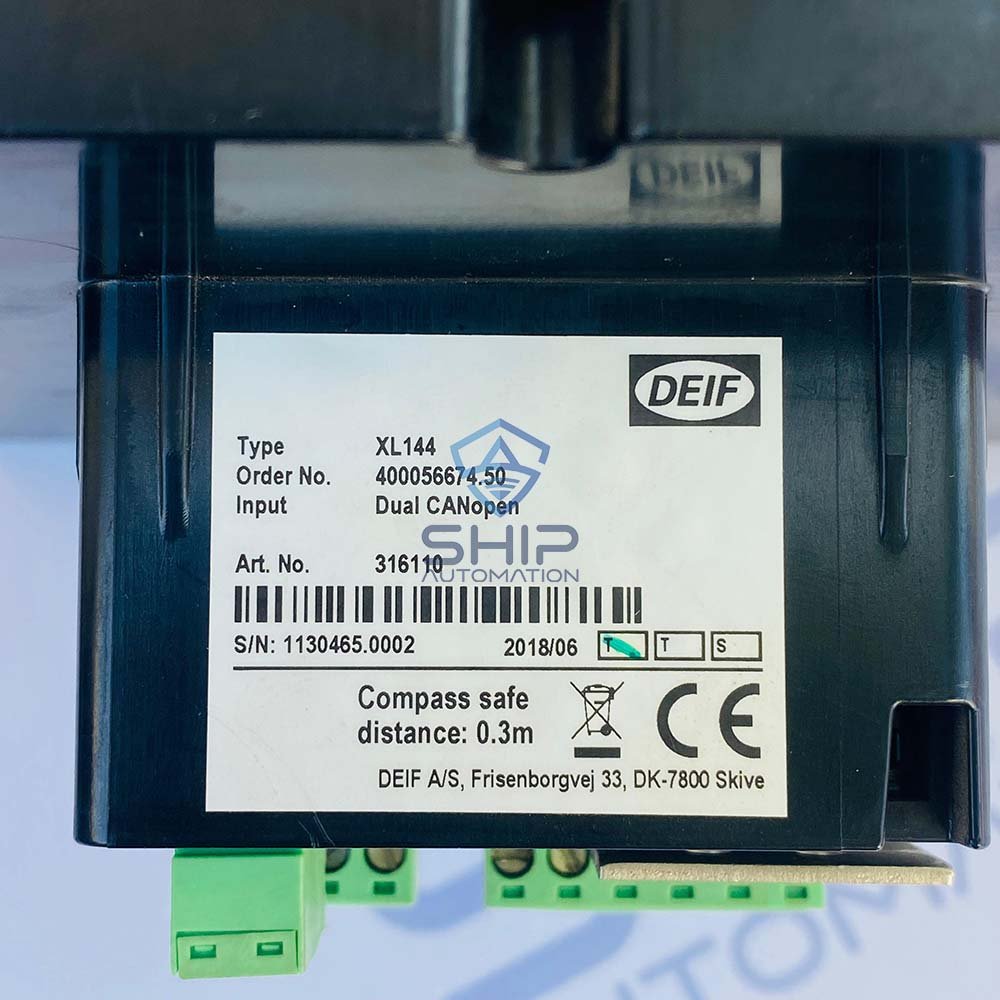 DEIF
DEIF
Type XL144
Order No. 400056674.50
Input Dual CANopen
SHIP
AUTOMATION
Art. No. 316110
S/N: 1130465.0002 2018/06 T T S
Compass safe
distance: 0.3m
CE
DEIF A/S, Frisenborgvej 33, DK-7800 Skive